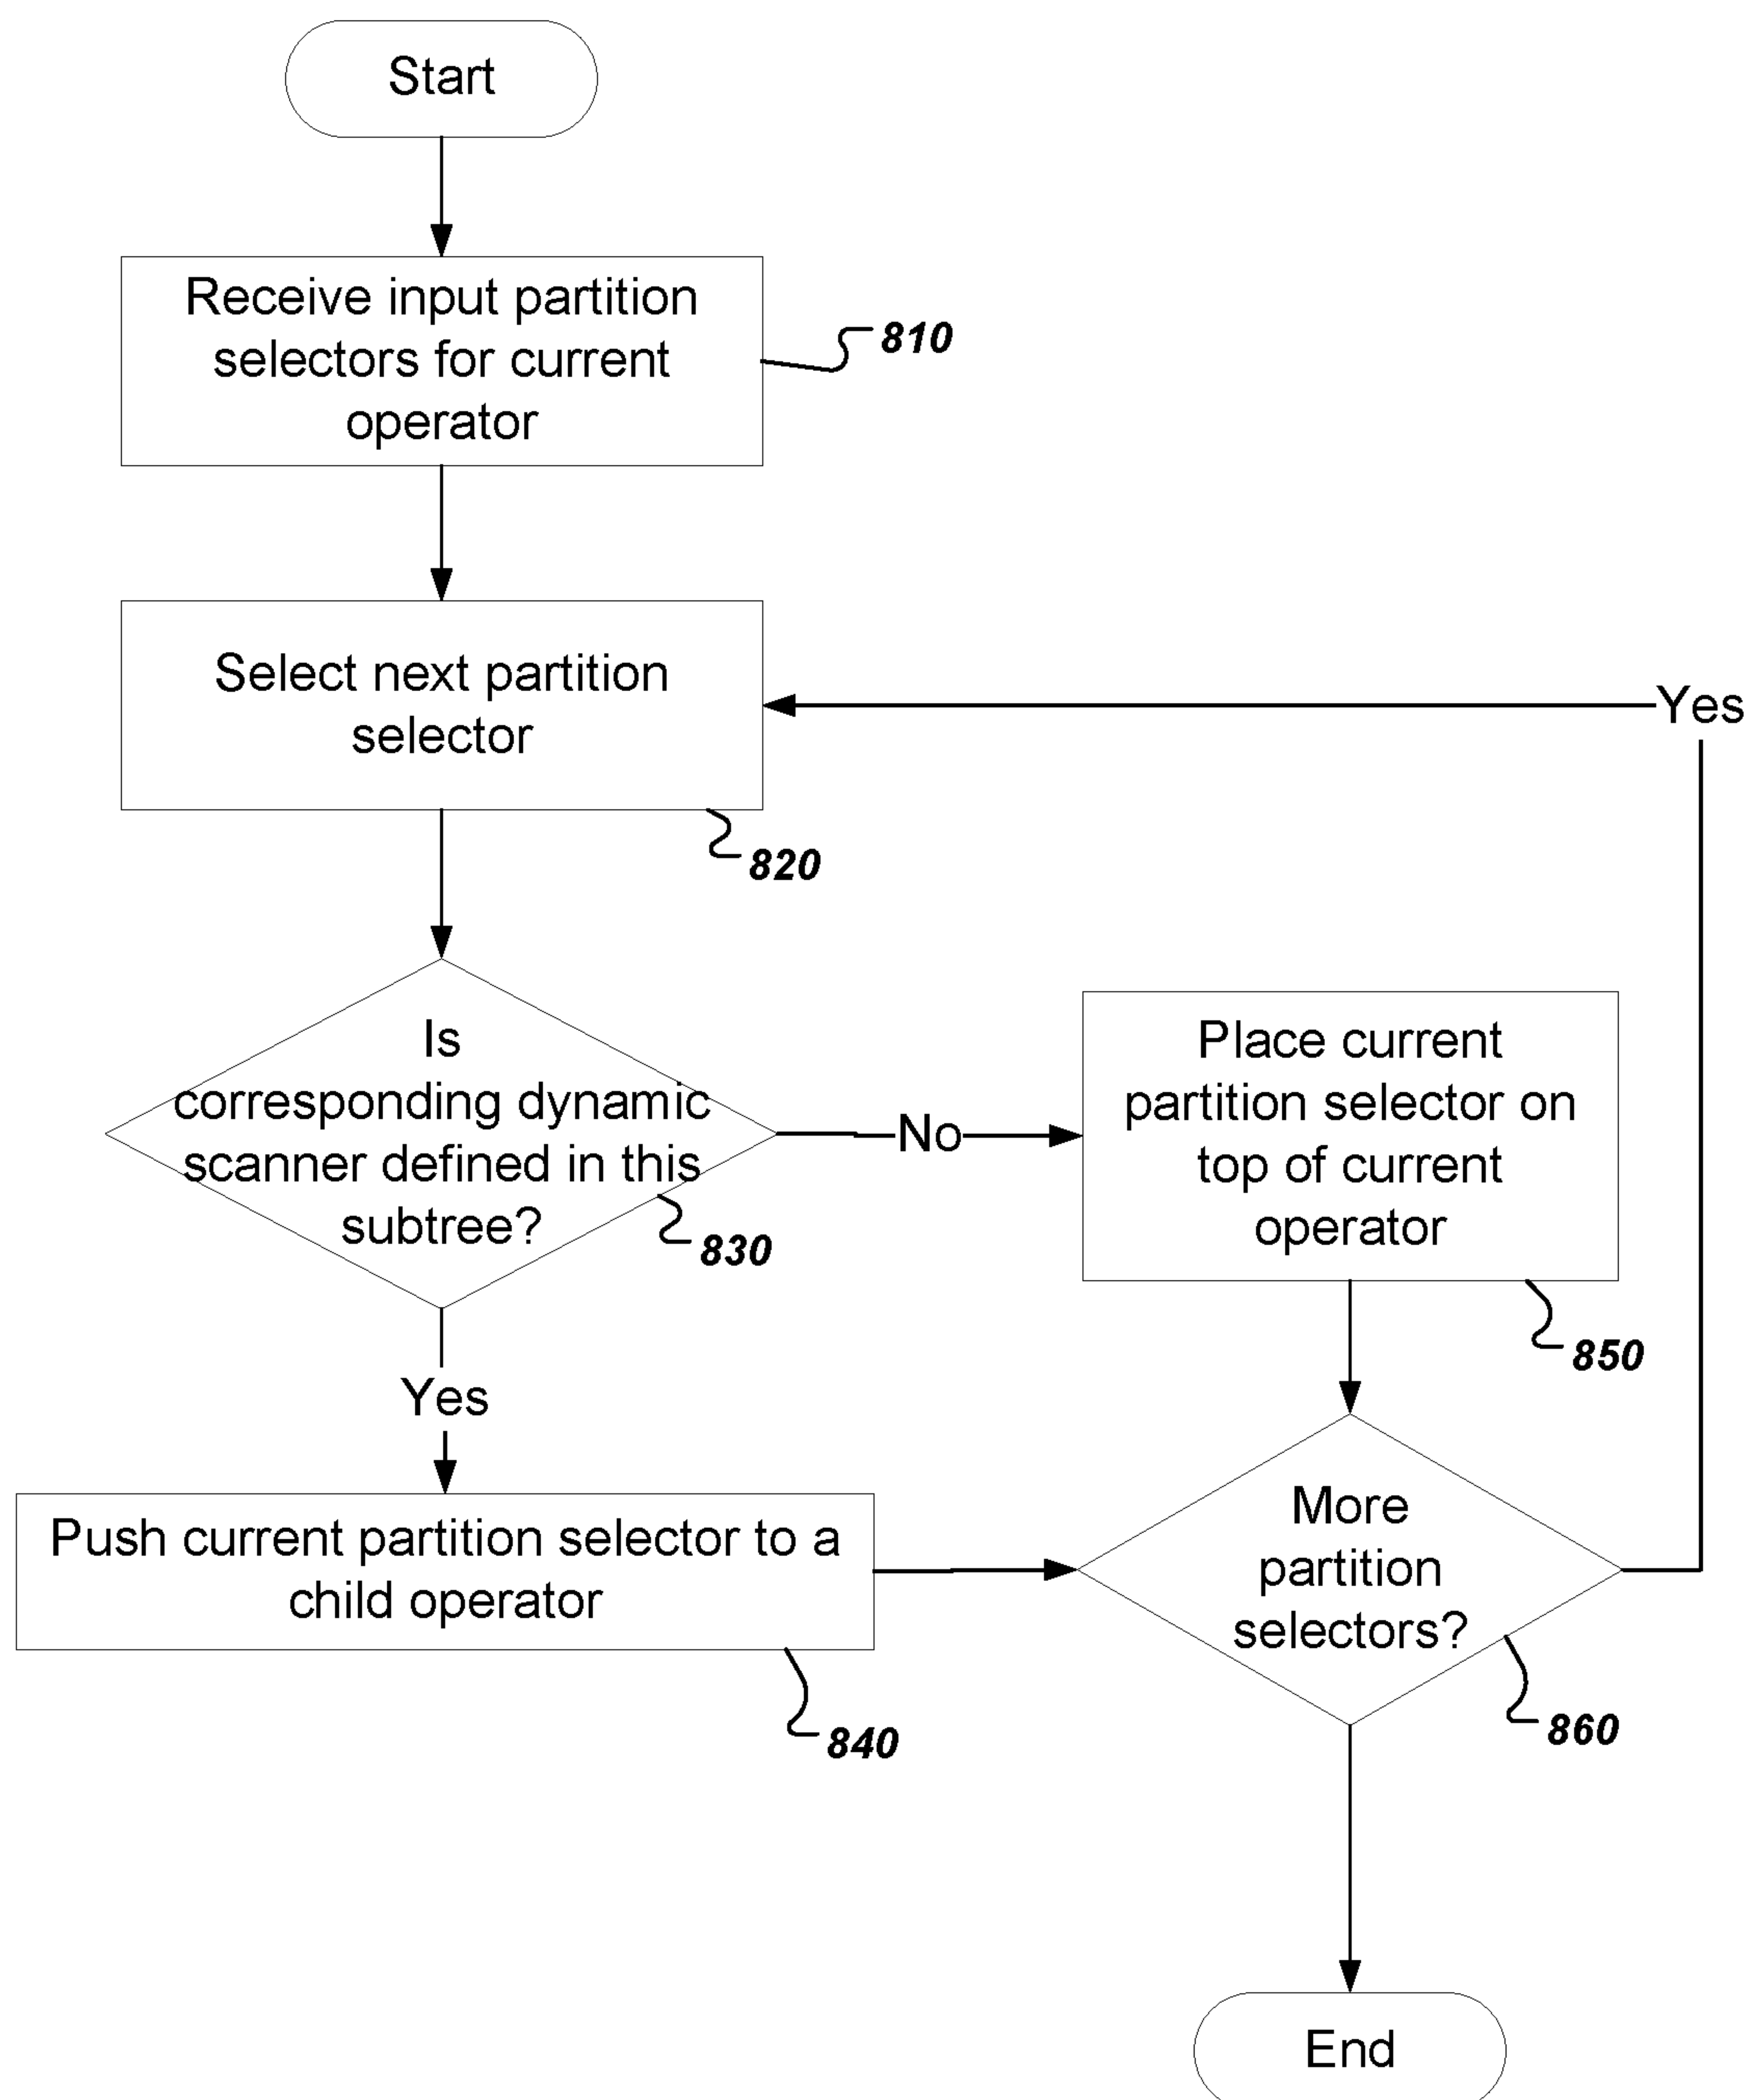 Start
Receive input partition
selectors for current
operator
810
Select next partition
selector
Yes
820
Is
corresponding dynamic
scanner defined in this
subtree?
830
No
Place current
partition selector on
top of current
operator
850
Yes
Push current partition selector to a
child operator
840
More
partition
selectors?
860
End